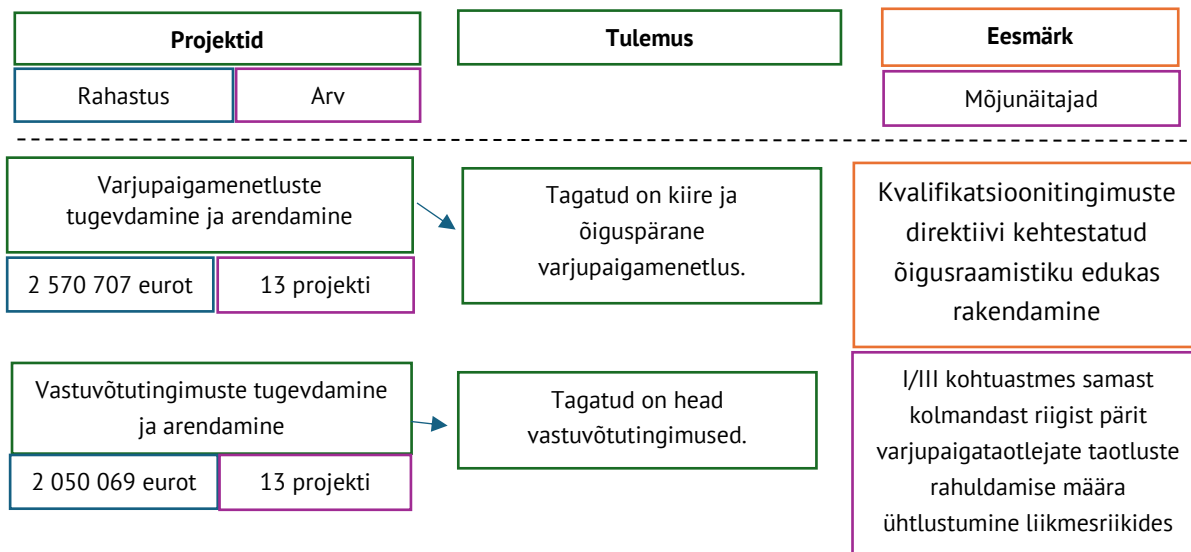 Projektid
Rahastus
Arv
Tulemus
Eesmärk
Mõjunäitajad
Varjupaigamenetluste
tugevdamine ja arendamine
2 570 707 eurot
13 projekti
Tagatud on kiire ja
õiguspärane
varjupaigamenetlus.
Kvalifikatsioonitingimuste
direktiivi kehtestatud
õigusraamistiku edukas
rakendamine
Vastuvõtutingimuste tugevdamine
ja arendamine
2 050 069 eurot
13 projekti
Tagatud on head
vastuvõtutingimused.
I/III kohtuastmes samast
kolmandast riigist pärit
varjupaigataotlejate taotluste
rahuldamise määra
ühtlustumine liikmesriikides